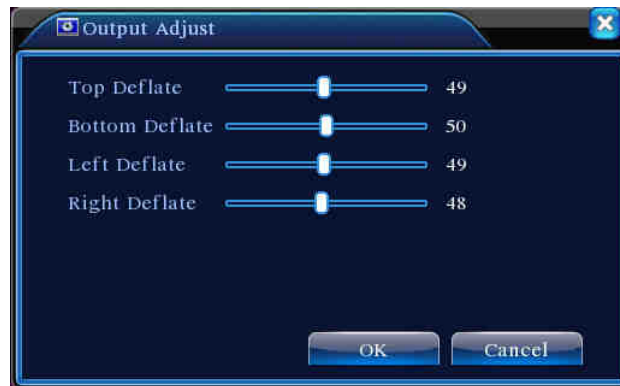 Output Adjust
Top Deflate 49
Bottom Deflate 50
Left Deflate 49
Right Deflate 48
OK Cancel